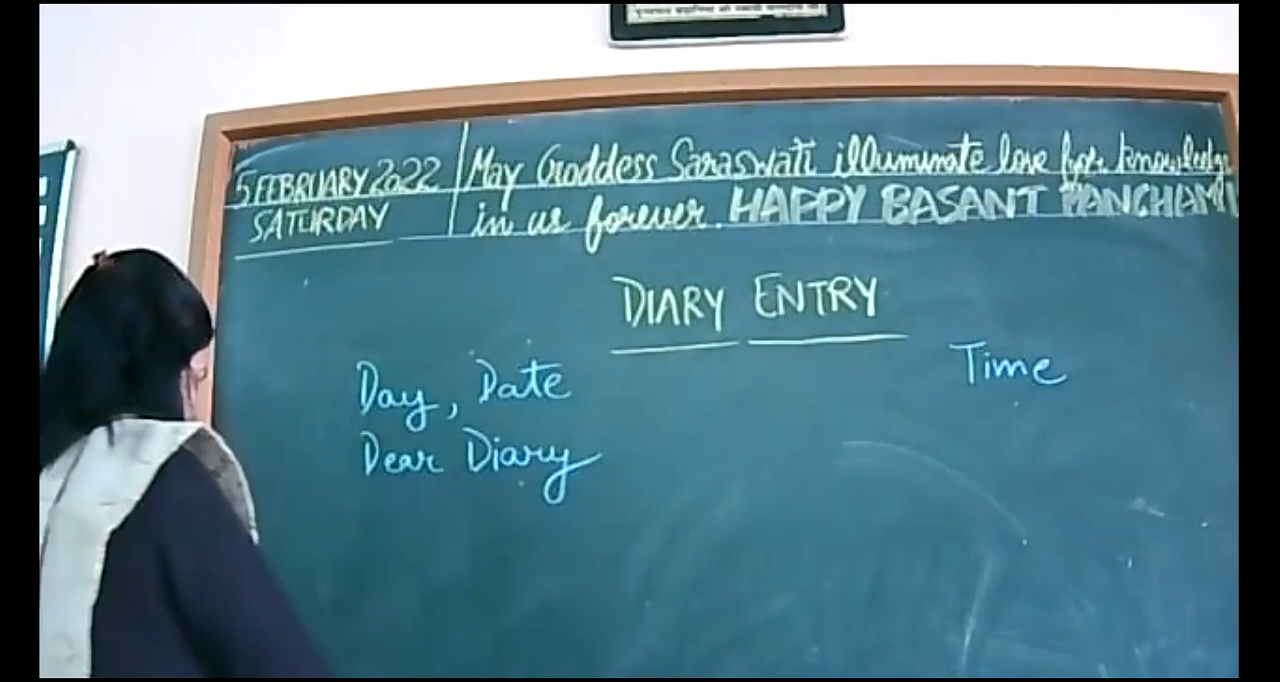 5 FEBRUARY 2022
SATURDAY
May Goddess Saraswati illuminate love for knowledge
in us forever. HAPPY BASANT PANCHAMI
DIARY ENTRY
Day, Date
Time
Dear Diary